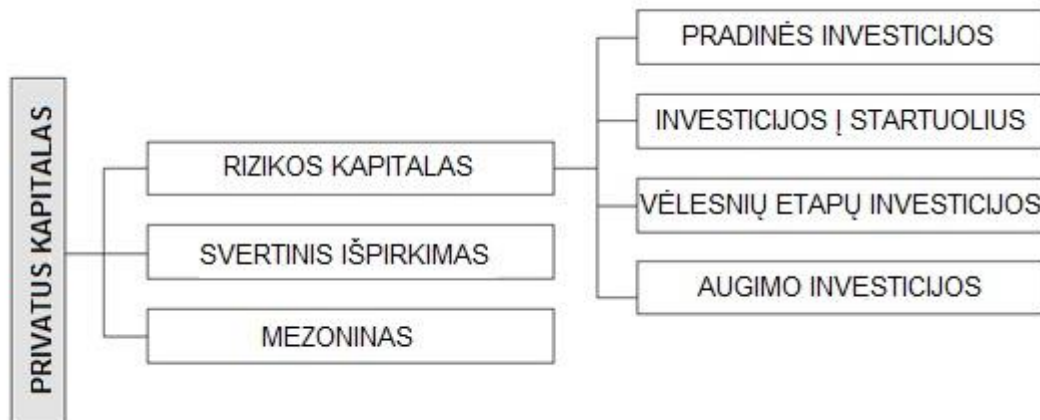 PRIVATUS KAPITALAS
RIZIKOS KAPITALAS
SVERTINIS IŠPIRKIMAS
MEZONINAS
PRADINĖS INVESTICIJOS
INVESTICIJOS Į STARTUOLIUS
VĖLESNIŲ ETAPŲ INVESTICIJOS
AUGIMO INVESTICIJOS